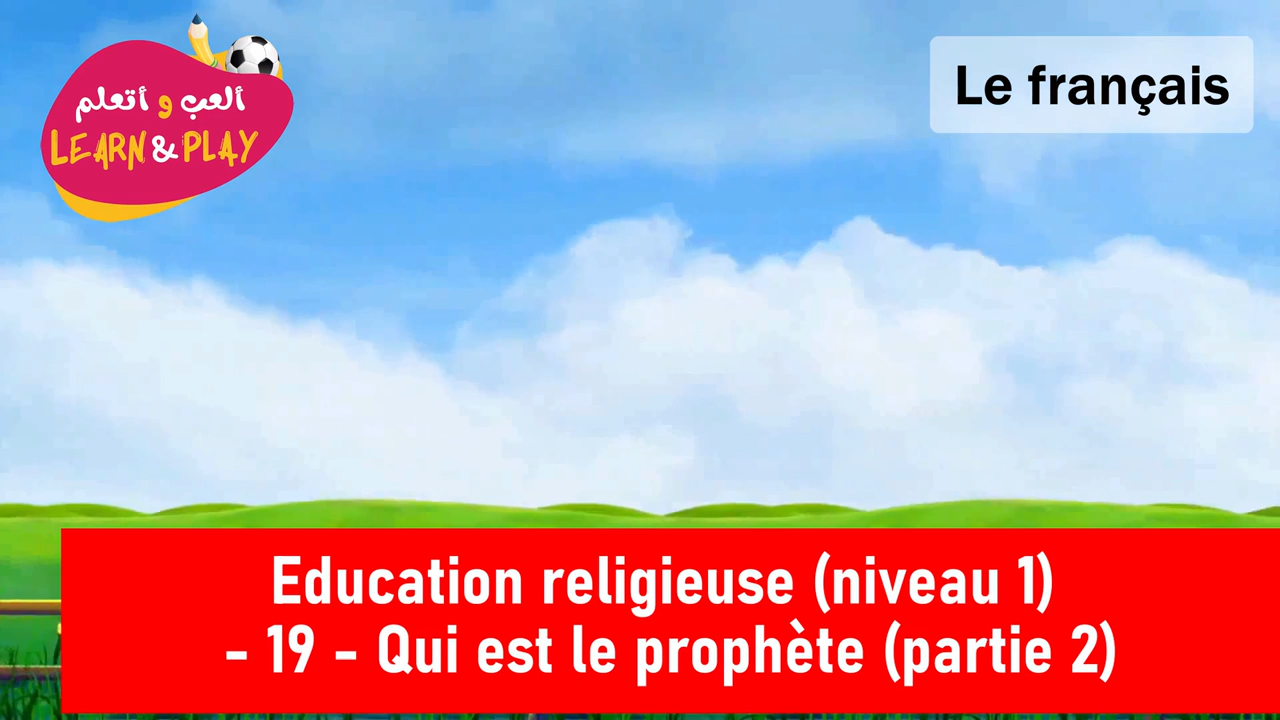 ألعب و أتعلم
LEARN & PLAY
Le français
Education religieuse (niveau 1)
- 19 - Qui est le prophète (partie 2)